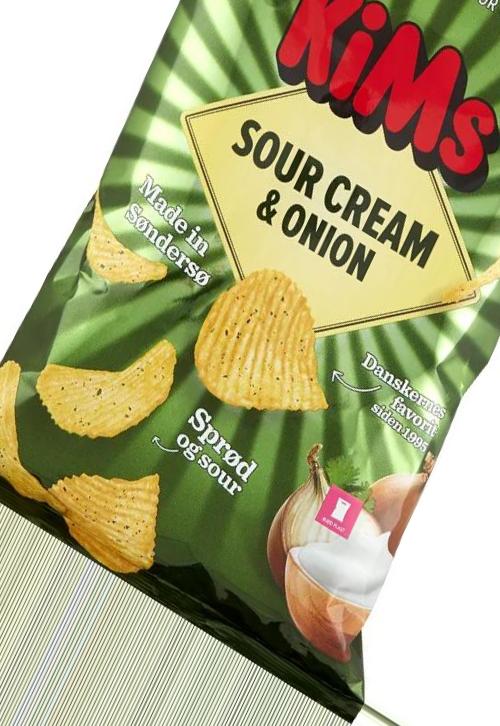 KiMs
SOUR CREAM
& ONION
Made in
Søndersø
Danskernes
favorit
siden 1995
Sprød
og sour